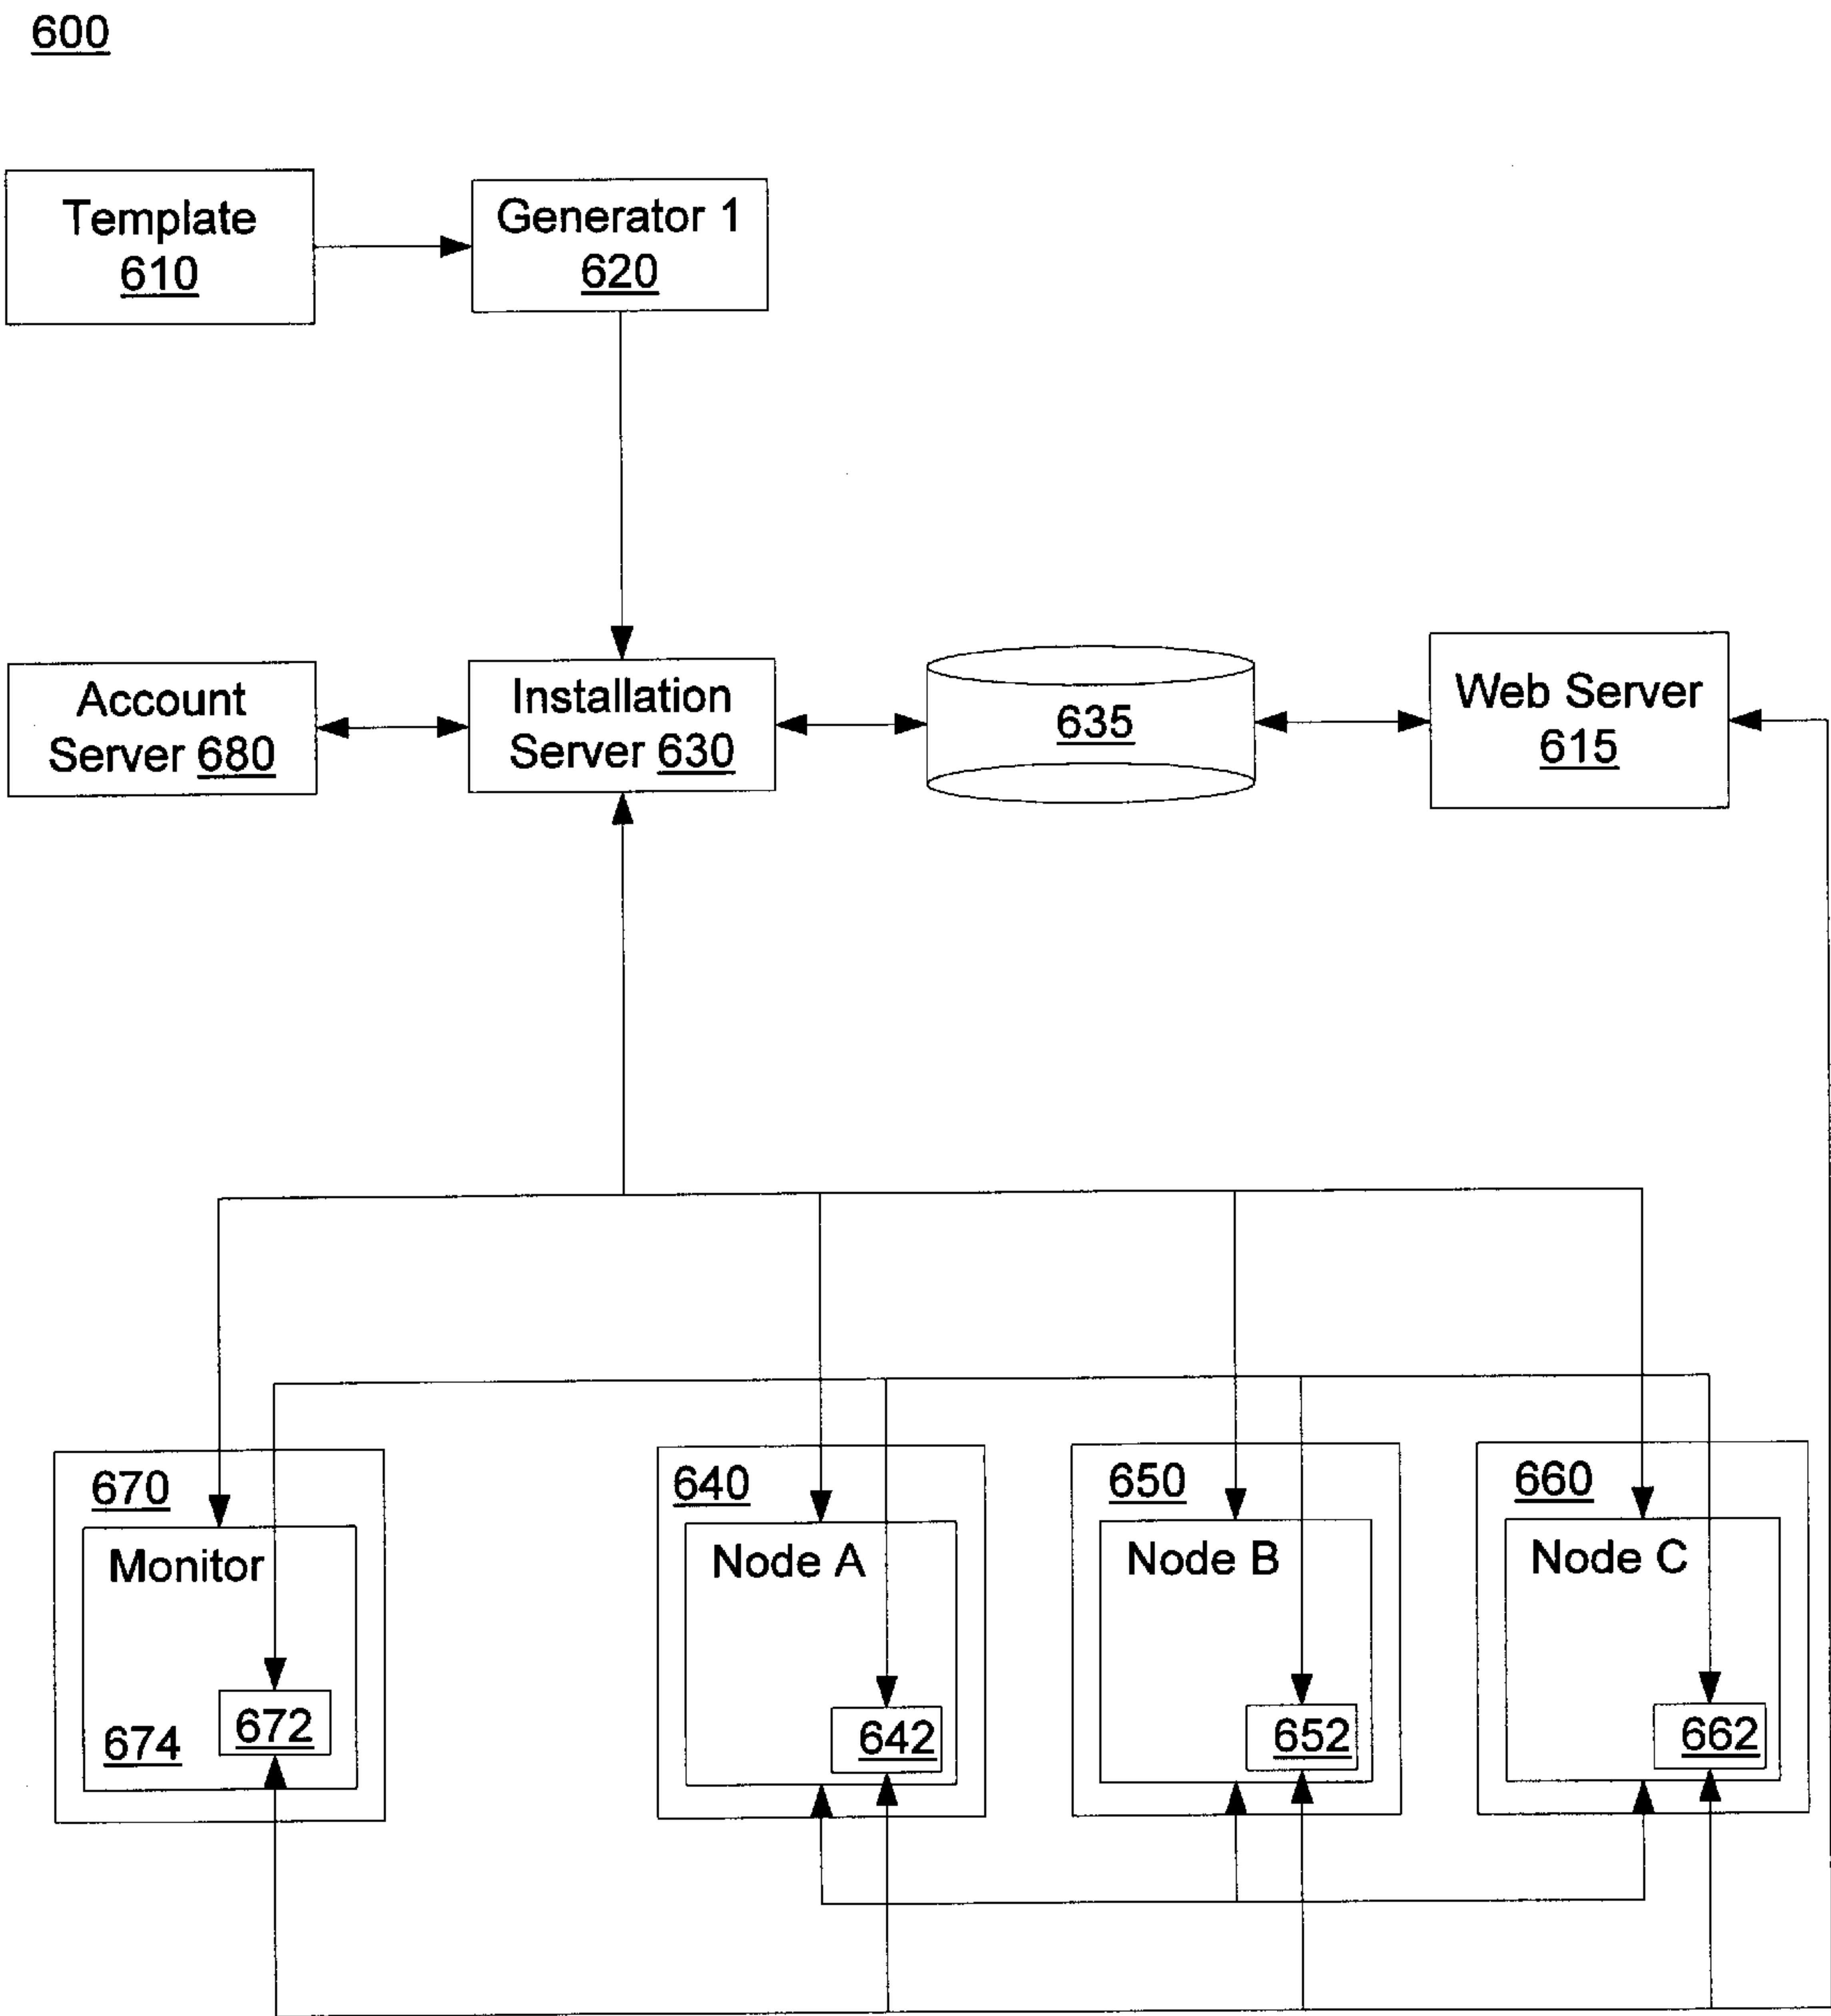 600
Template
610
Generator 1
620
Account
Server 680
Installation
Server 630
635
Web Server
615
670
Monitor
672
674
640
Node A
642
650
Node B
652
660
Node C
662